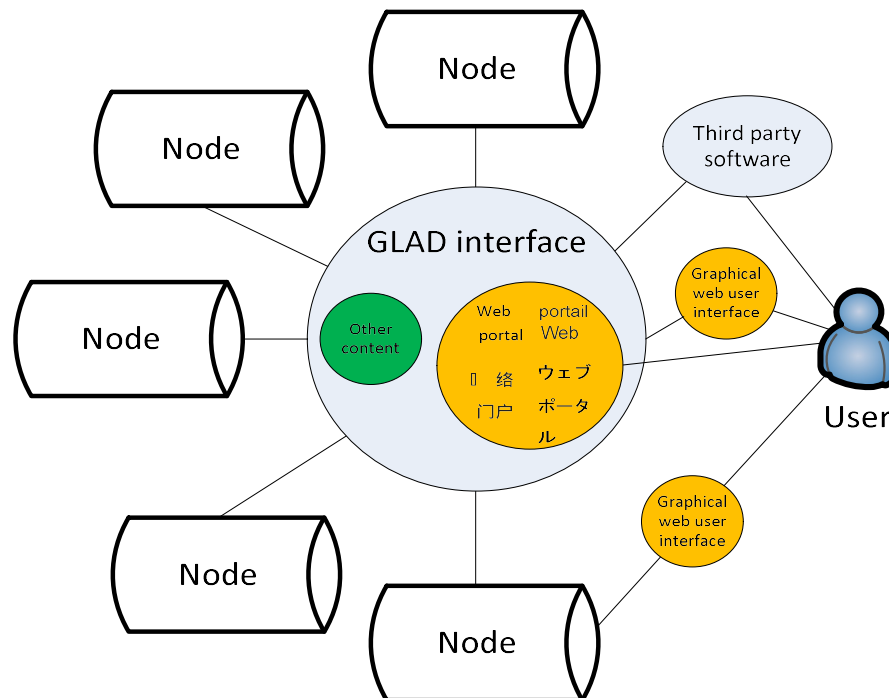 Node
Node
Third party
software
GLAD interface
Graphical
web user
interface
Node
Other
content
Web
portal
portail
Web
络
门户
ウェブ
ポータ
ル
User
Graphical
web user
interface
Node
Node